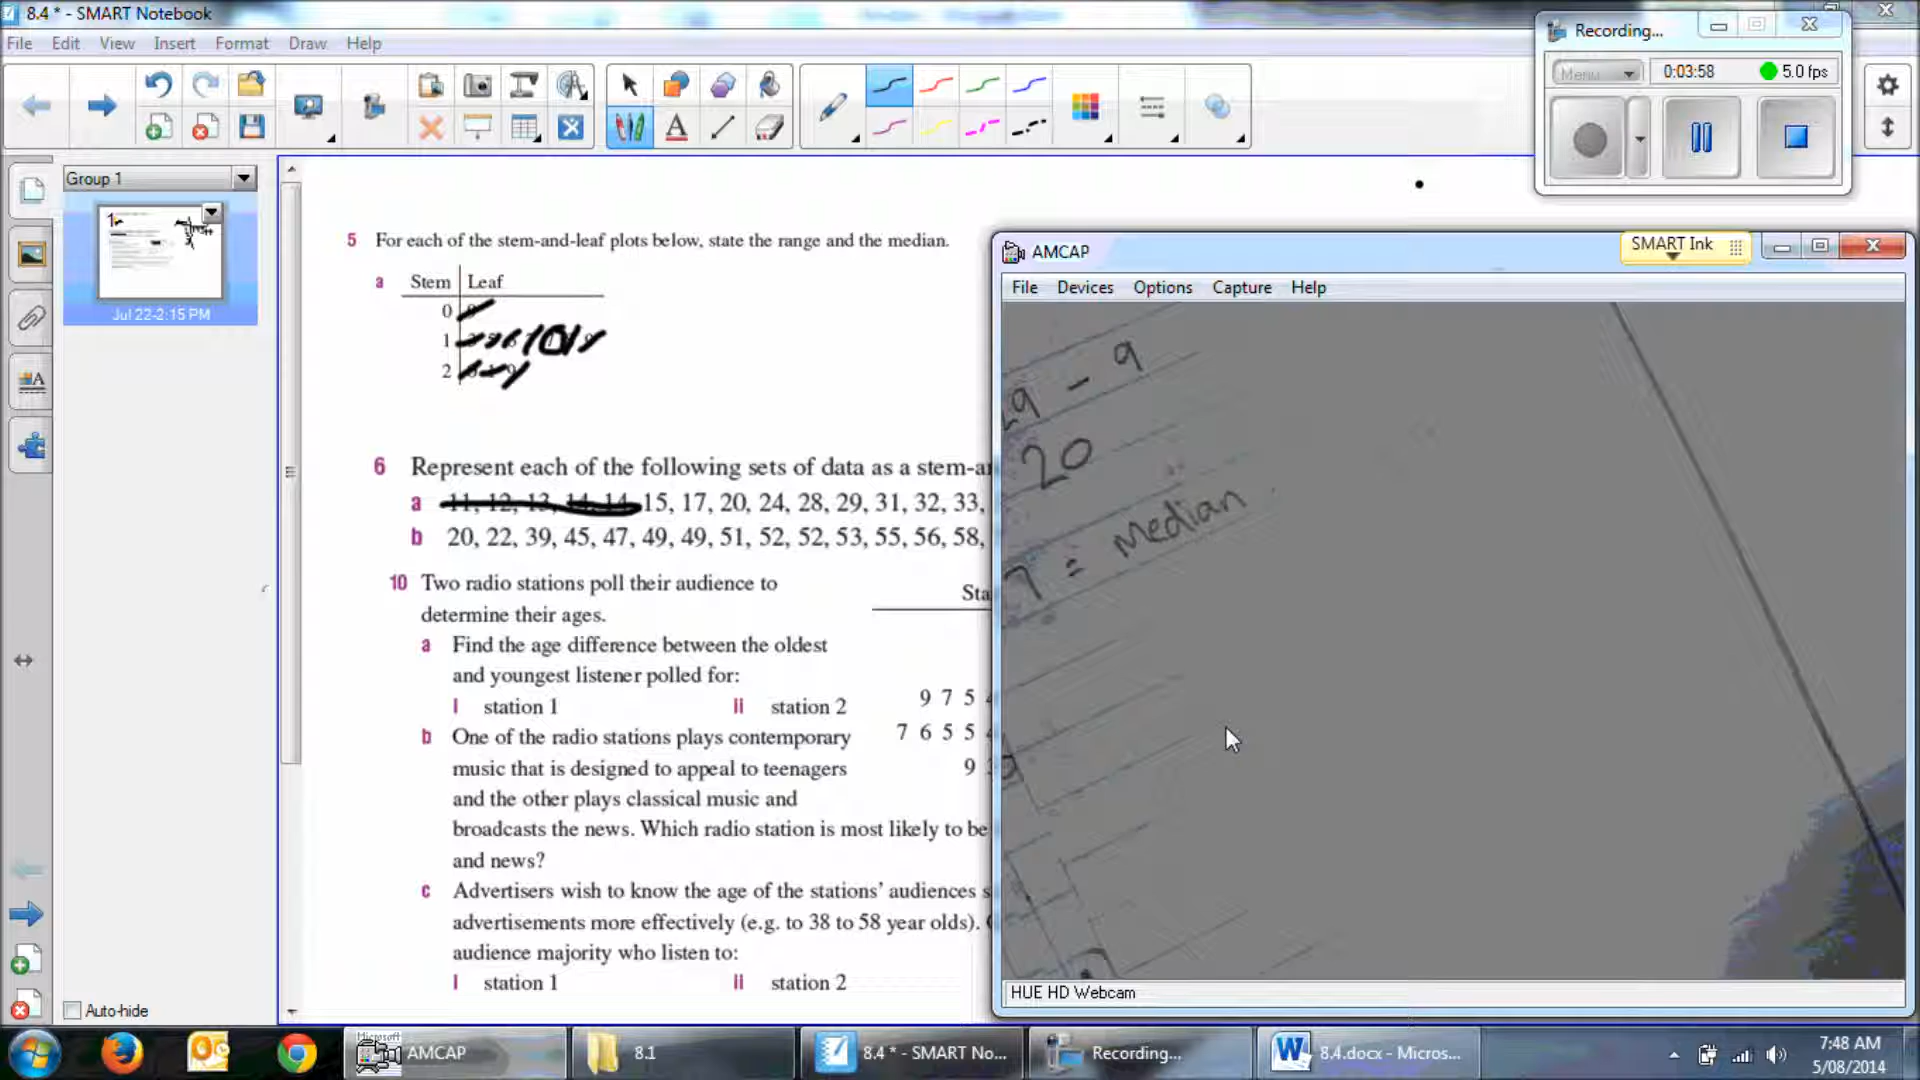 8.4 * - SMART Notebook
File Edit View Insert Format Draw Help
Recording...
Menu 0:03:58 5.0 fps
Group 1
Jul 22-2:15 PM
5 For each of the stem-and-leaf plots below, state the range and the median.
a Stem Leaf
0
1
2
6 Represent each of the following sets of data as a stem-a
a 11, 12, 13, 14, 14, 15, 17, 20, 24, 28, 29, 31, 32, 33,
b 20, 22, 39, 45, 47, 49, 49, 51, 52, 52, 53, 55, 56, 58,
10 Two radio stations poll their audience to
determine their ages.
Sta
a Find the age difference between the oldest
and youngest listener polled for:
i station 1 ii station 2
9 7 5 4
7 6 5 5 4
9 3
b One of the radio stations plays contemporary
music that is designed to appeal to teenagers
and the other plays classical music and
broadcasts the news. Which radio station is most likely to be
and news?
c Advertisers wish to know the age of the stations' audiences s
advertisements more effectively (e.g. to 38 to 58 year olds).
audience majority who listen to:
i station 1 ii station 2
AMCAP
SMART Ink
File Devices Options Capture Help
29 - 9
20
7 = median
HUE HD Webcam
Auto-hide
Microsoft
AMCAP
8.1
8.4 * - SMART No...
Recording...
8.4.docx - Micros...
7:48 AM
5/08/2014